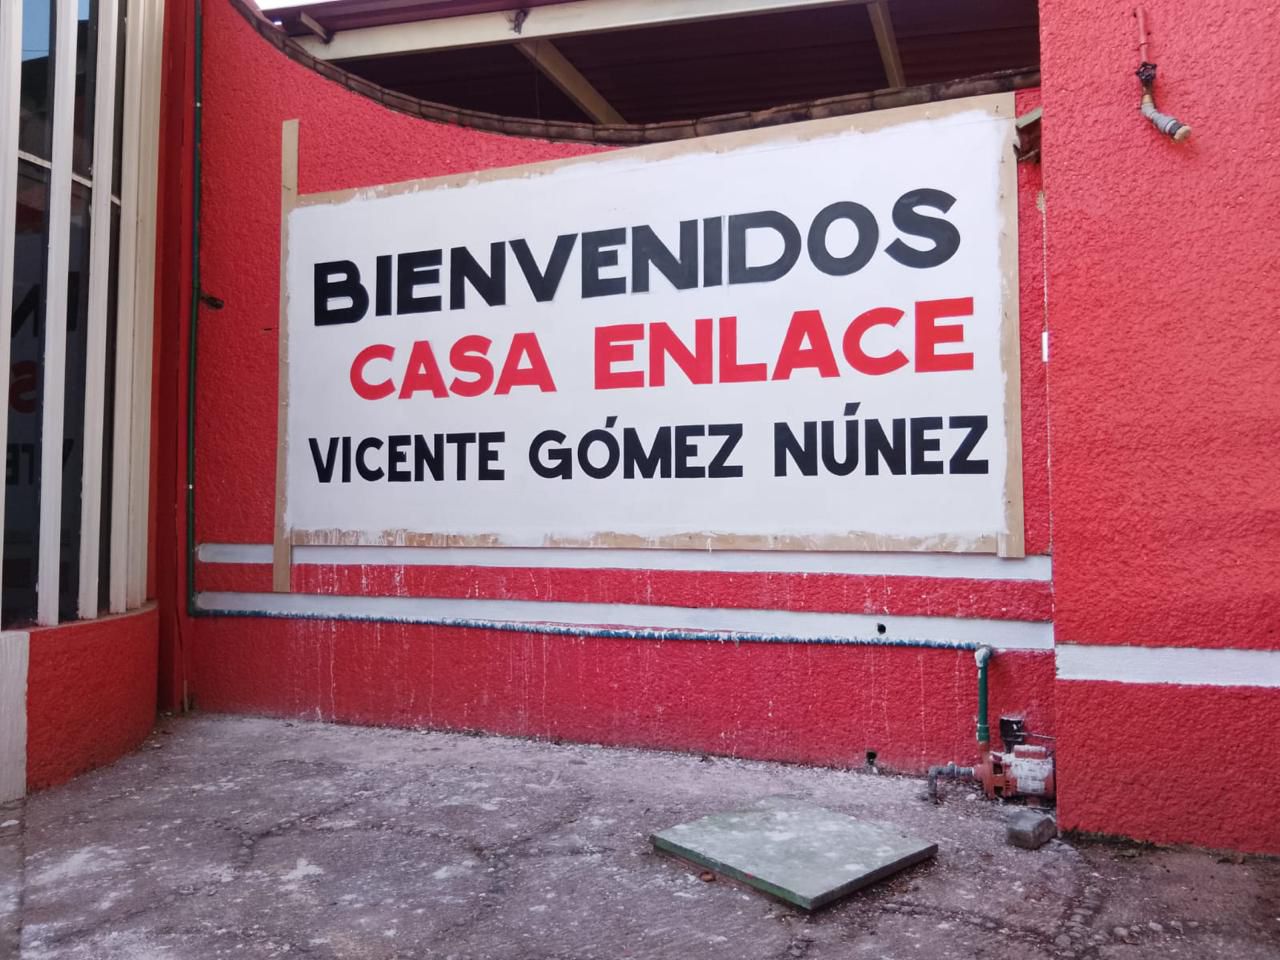 BIENVENIDOS
CASA ENLACE
VICENTE GÓMEZ NÚNEZ